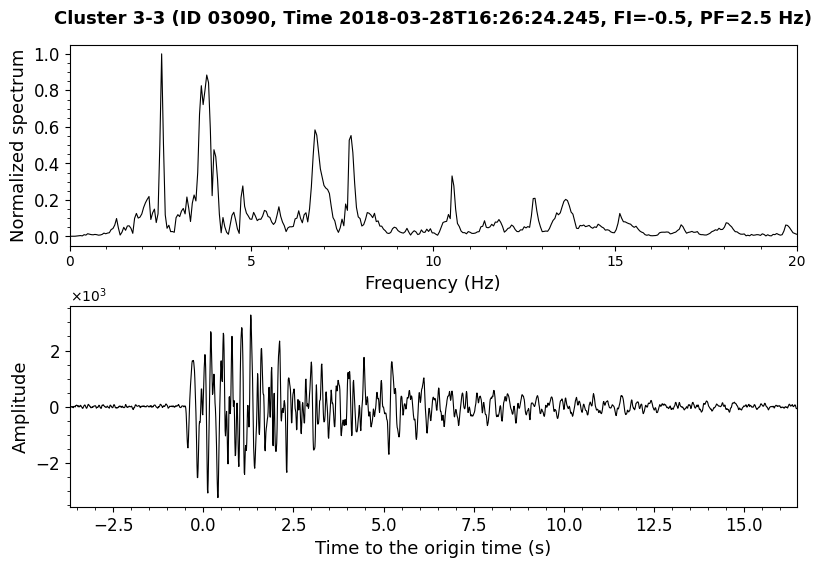 Cluster 3-3 (ID 03090, Time 2018-03-28T16:26:24.245, FI=-0.5, PF=2.5 Hz)
1.0
0.8
0.6
0.4
0.2
0.0
Normalized spectrum
0 5 10 15 20
Frequency (Hz)
×10³
2
0
−2
Amplitude
−2.5 0.0 2.5 5.0 7.5 10.0 12.5 15.0
Time to the origin time (s)